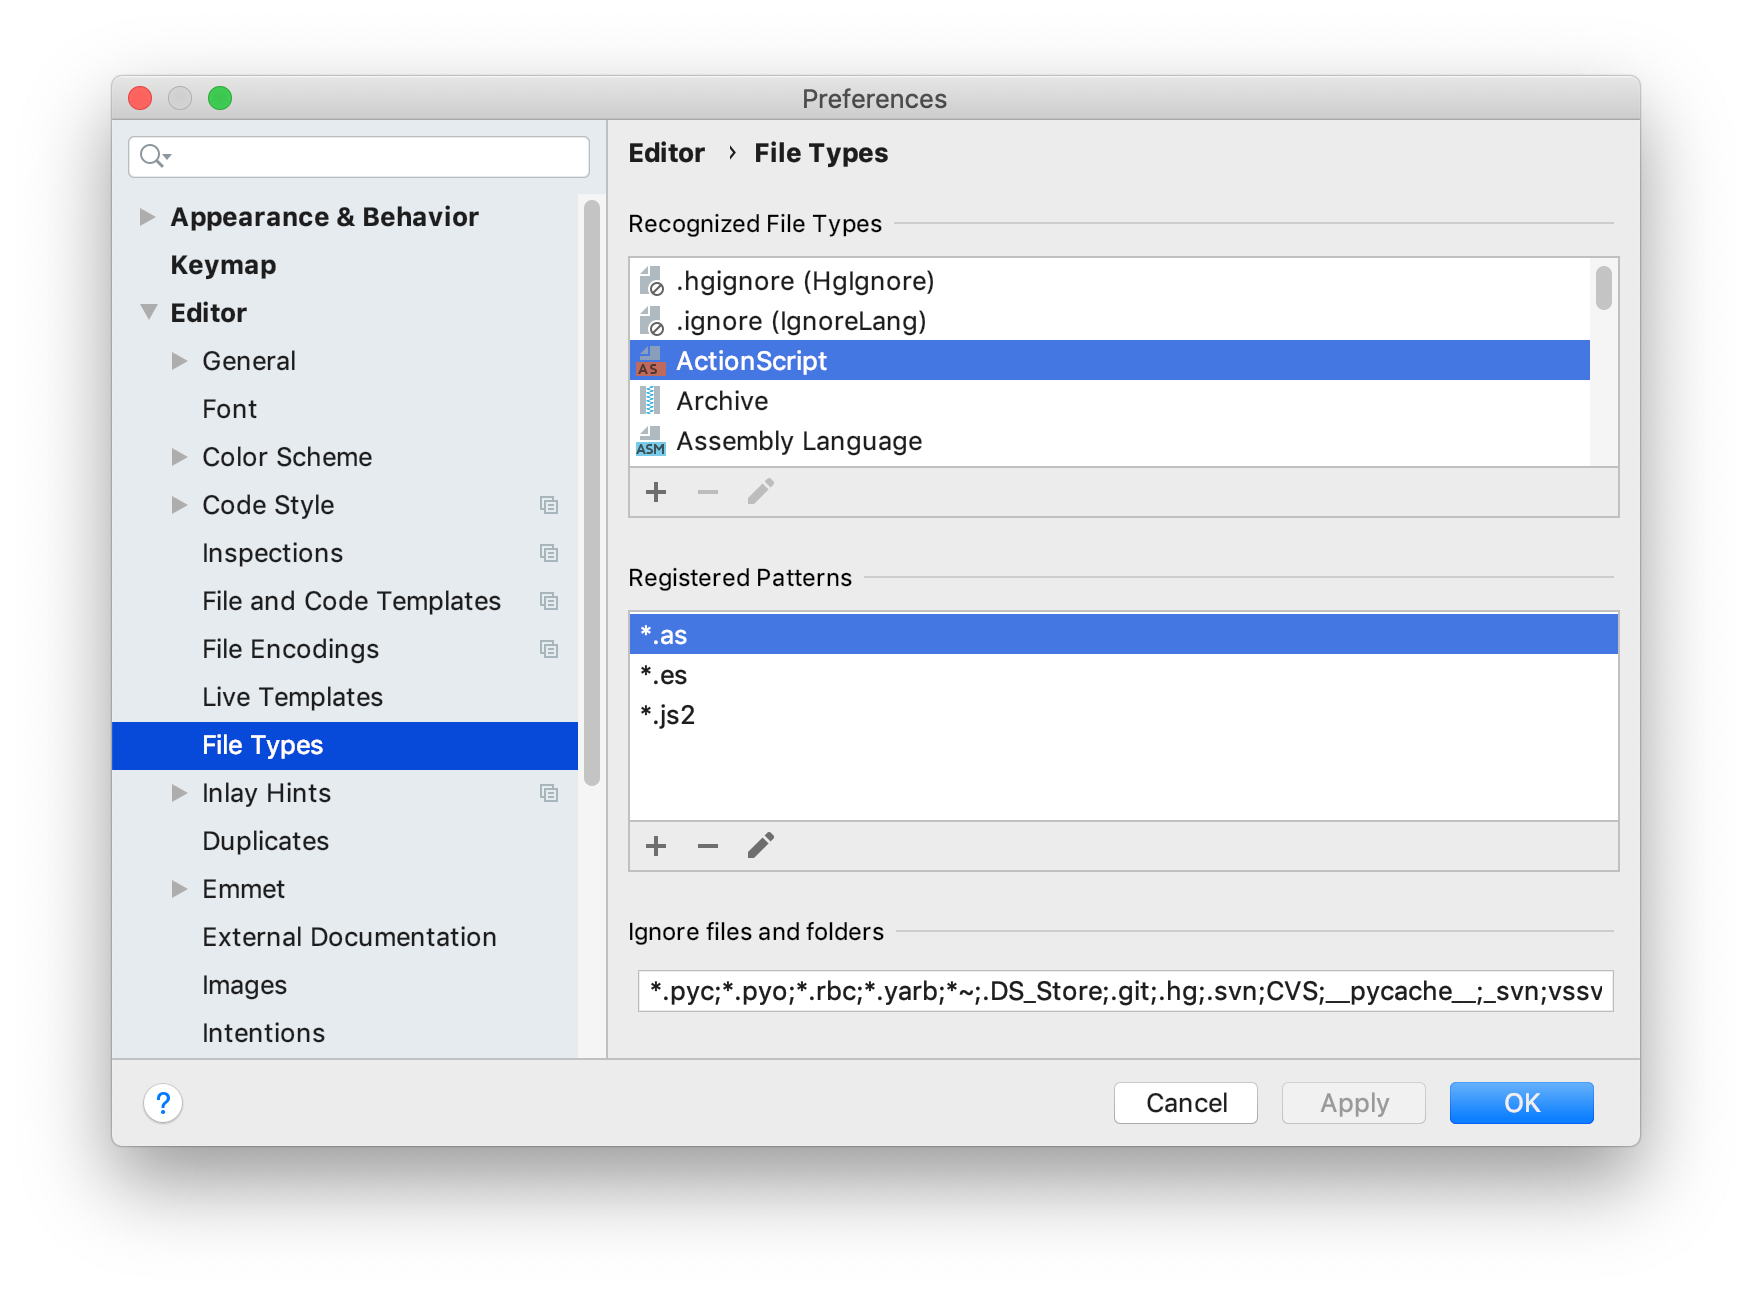 Preferences
Appearance & Behavior
Keymap
Editor
General
Font
Color Scheme
Code Style
Inspections
File and Code Templates
File Encodings
Live Templates
File Types
Inlay Hints
Duplicates
Emmet
External Documentation
Images
Intentions
Editor › File Types
Recognized File Types
.hgignore (HgIgnore)
.ignore (IgnoreLang)
AS ActionScript
Archive
ASM Assembly Language
Registered Patterns
*.as
*.es
*.js2
Ignore files and folders
*.pyc;*.pyo;*.rbc;*.yarb;*~;.DS_Store;.git;.hg;.svn;CVS;__pycache__;_svn;vssv
?
Cancel
Apply
OK